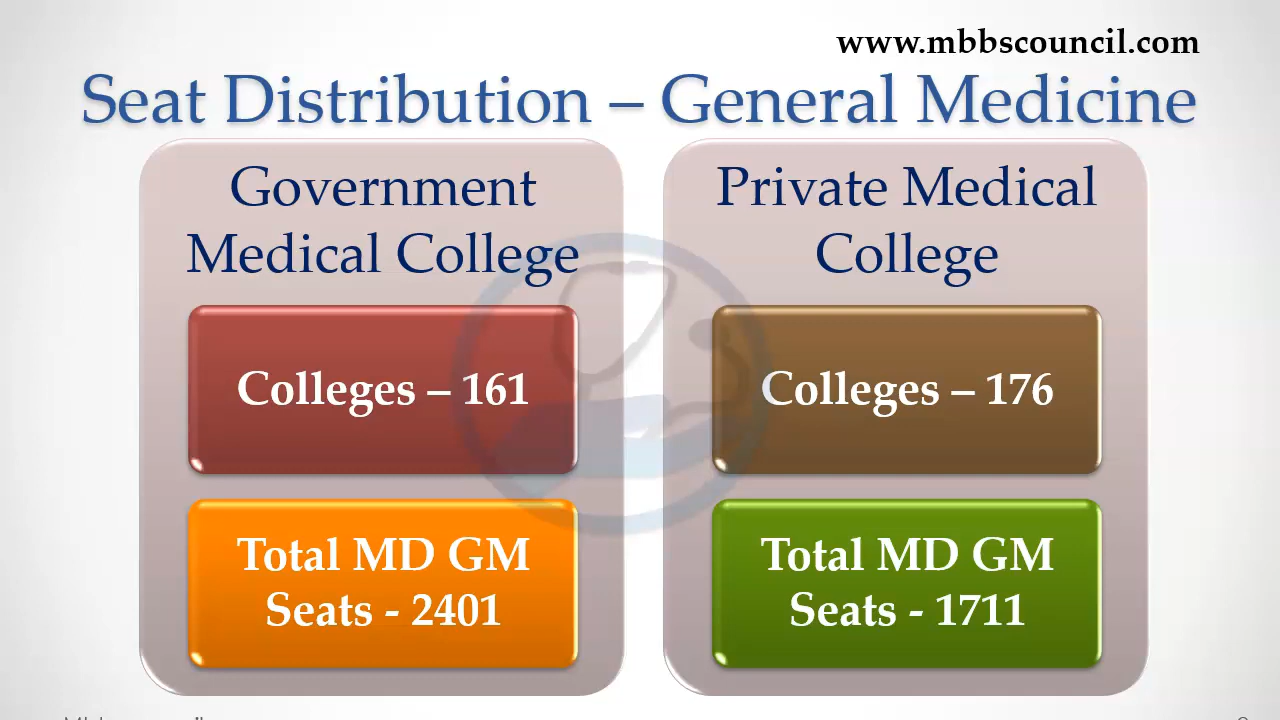 www.mbbscouncil.com
Seat Distribution – General Medicine
Government
Medical College
Colleges – 161
Total MD GM
Seats - 2401
Private Medical
College
Colleges – 176
Total MD GM
Seats - 1711